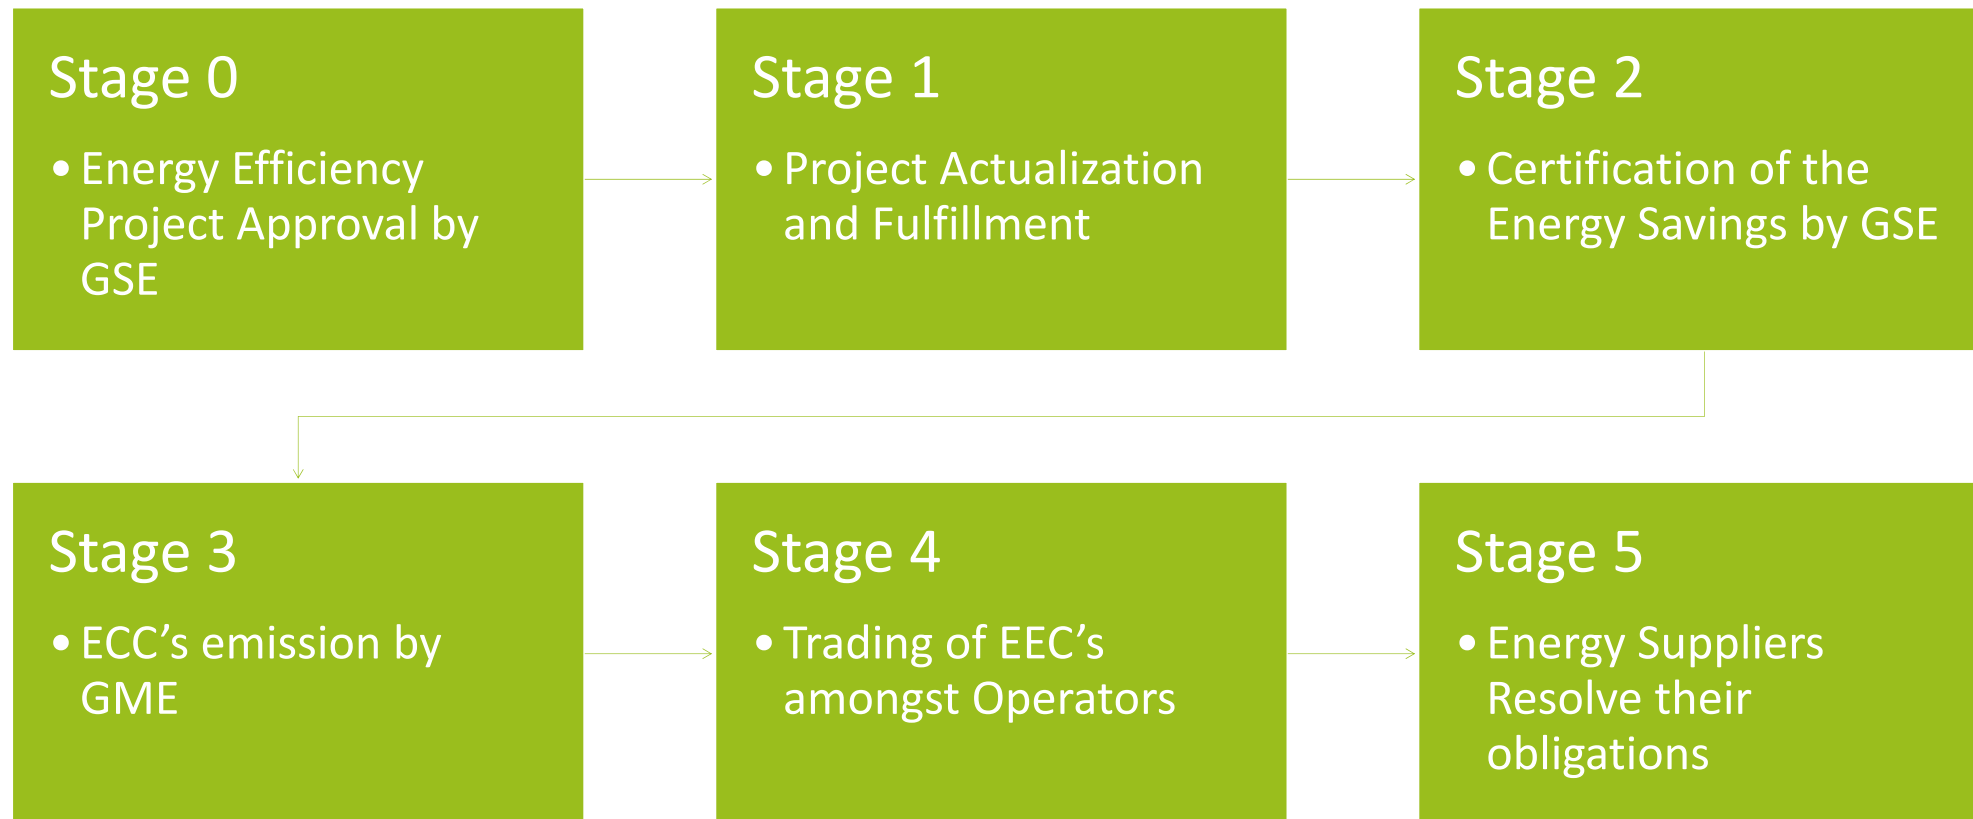 Stage 0
• Energy Efficiency
Project Approval by
GSE
Stage 1
• Project Actualization
and Fulfillment
Stage 2
• Certification of the
Energy Savings by GSE
Stage 3
• ECC’s emission by
GME
Stage 4
• Trading of EEC’s
amongst Operators
Stage 5
• Energy Suppliers
Resolve their
obligations